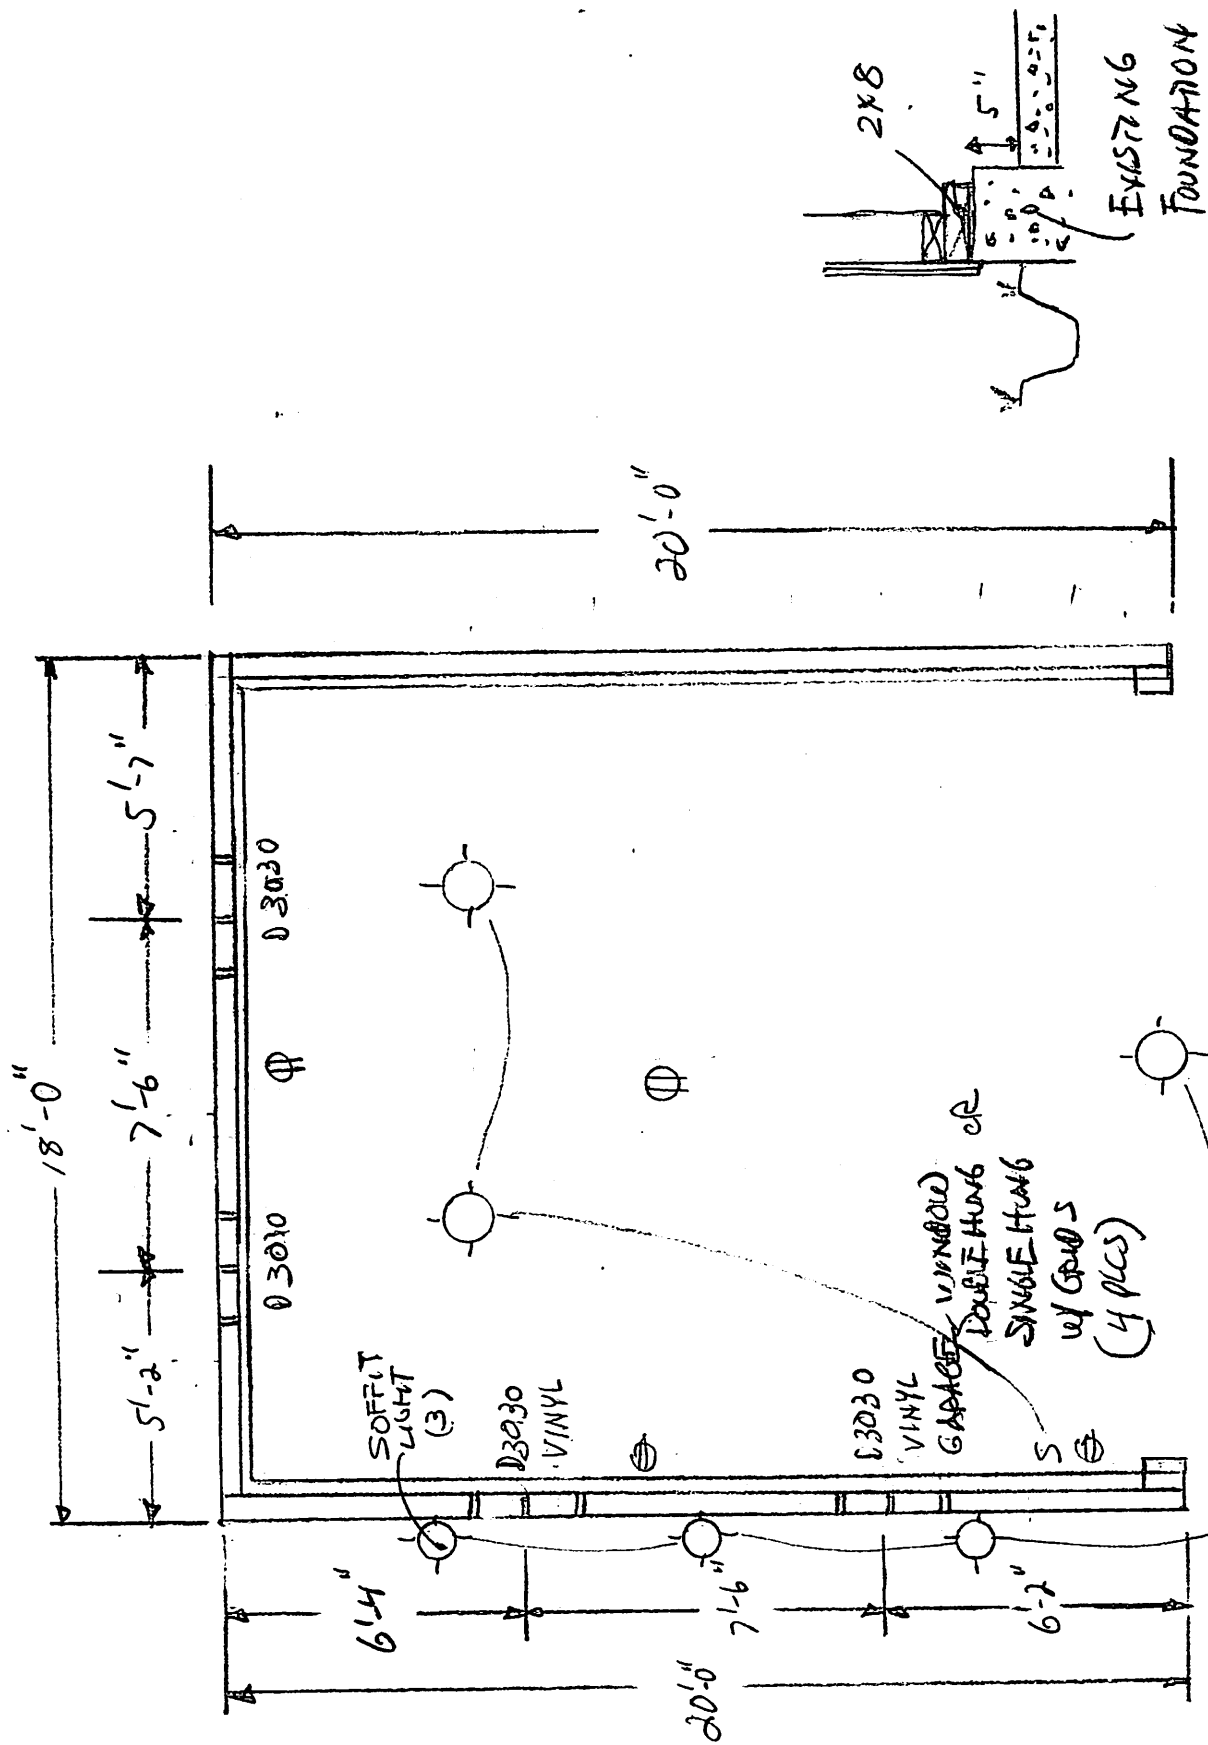 18'-0"
5'-2"
7'-6"
5'-7"
D 3030
D 3030
SOFFIT
LIGHT
(3)
D3030
VINYL
D3030
VINYL
GARAGE WINDOW
DOUBLE HUNG OR
SINGLE HUNG
w/ GRIDS
(4 PLCS)
S
6'-4"
7'-6"
6'-2"
20'-0"
20'-0"
2x8
5"
EXISTING
FOUNDATION